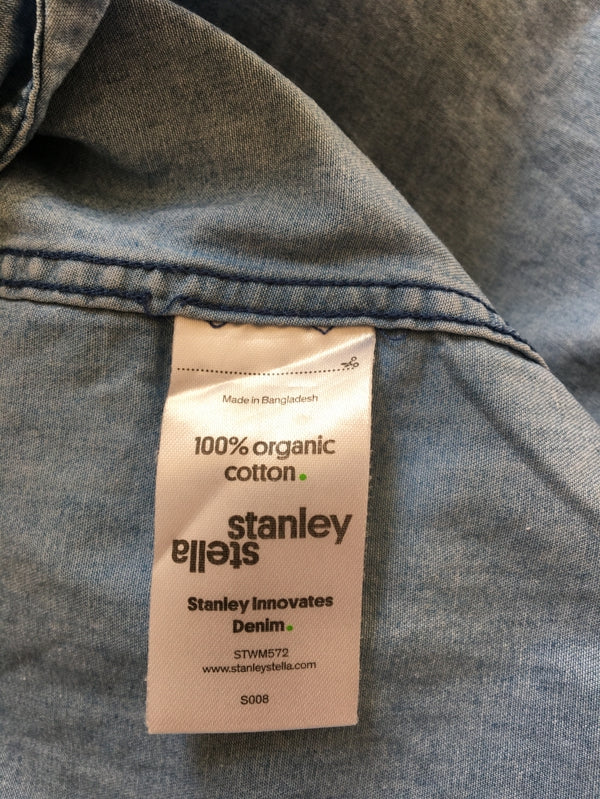 Made in Bangladesh
100% organic
cotton.
stanley
stella
Stanley Innovates
Denim.
STWM572
www.stanleystella.com
S008